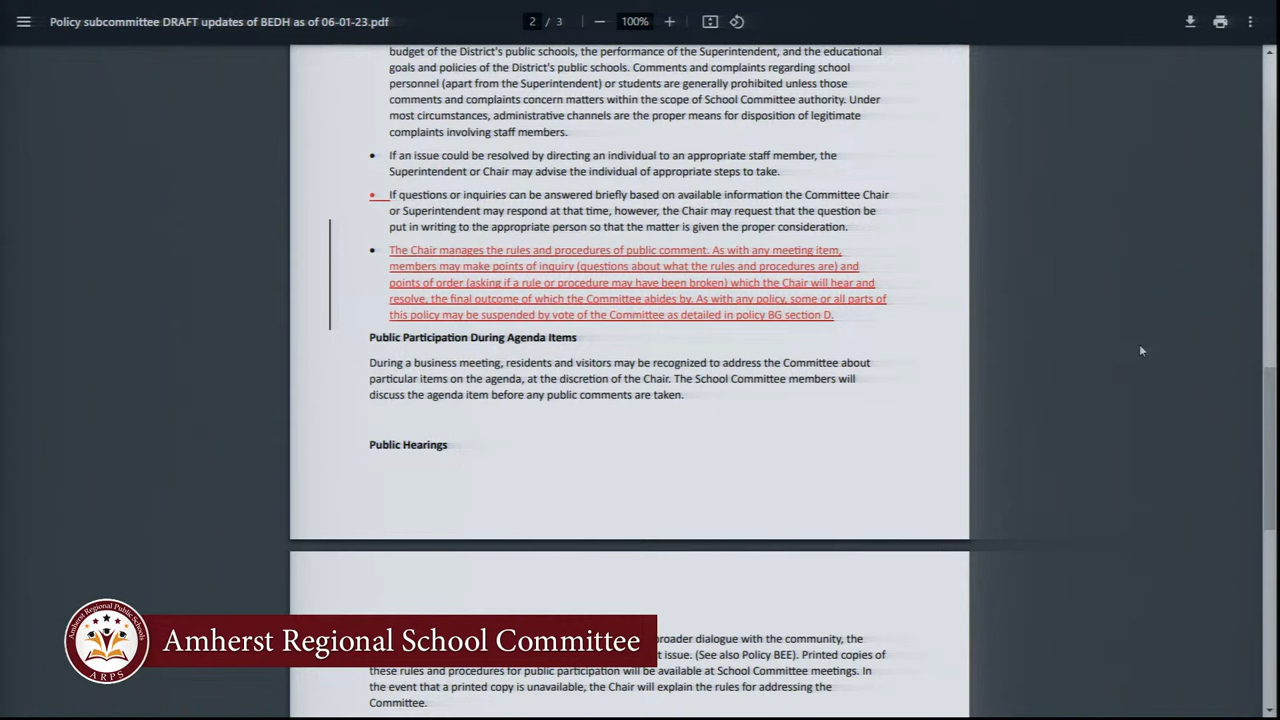 Policy subcommittee DRAFT updates of BEDH as of 06-01-23.pdf
2 / 3
100%
budget of the District's public schools, the performance of the Superintendent, and the educational
goals and policies of the District's public schools. Comments and complaints regarding school
personnel (apart from the Superintendent) or students are generally prohibited unless those
comments and complaints concern matters within the scope of School Committee authority. Under
most circumstances, administrative channels are the proper means for disposition of legitimate
complaints involving staff members.
• If an issue could be resolved by directing an individual to an appropriate staff member, the
Superintendent or Chair may advise the individual of appropriate steps to take.
• If questions or inquiries can be answered briefly based on available information the Committee Chair
or Superintendent may respond at that time, however, the Chair may request that the question be
put in writing to the appropriate person so that the matter is given the proper consideration.
• The Chair manages the rules and procedures of public comment. As with any meeting item,
members may make points of inquiry (questions about what the rules and procedures are) and
points of order (asking if a rule or procedure may have been broken) which the Chair will hear and
resolve, the final outcome of which the Committee abides by. As with any policy, some or all parts of
this policy may be suspended by vote of the Committee as detailed in policy BG section D.
Public Participation During Agenda Items
During a business meeting, residents and visitors may be recognized to address the Committee about
particular items on the agenda, at the discretion of the Chair. The School Committee members will
discuss the agenda item before any public comments are taken.
Public Hearings
broader dialogue with the community, the
t issue. (See also Policy BEE). Printed copies of
these rules and procedures for public participation will be available at School Committee meetings. In
the event that a printed copy is unavailable, the Chair will explain the rules for addressing the
Committee.
Amherst Regional Public Schools
ARPS
Amherst Regional School Committee